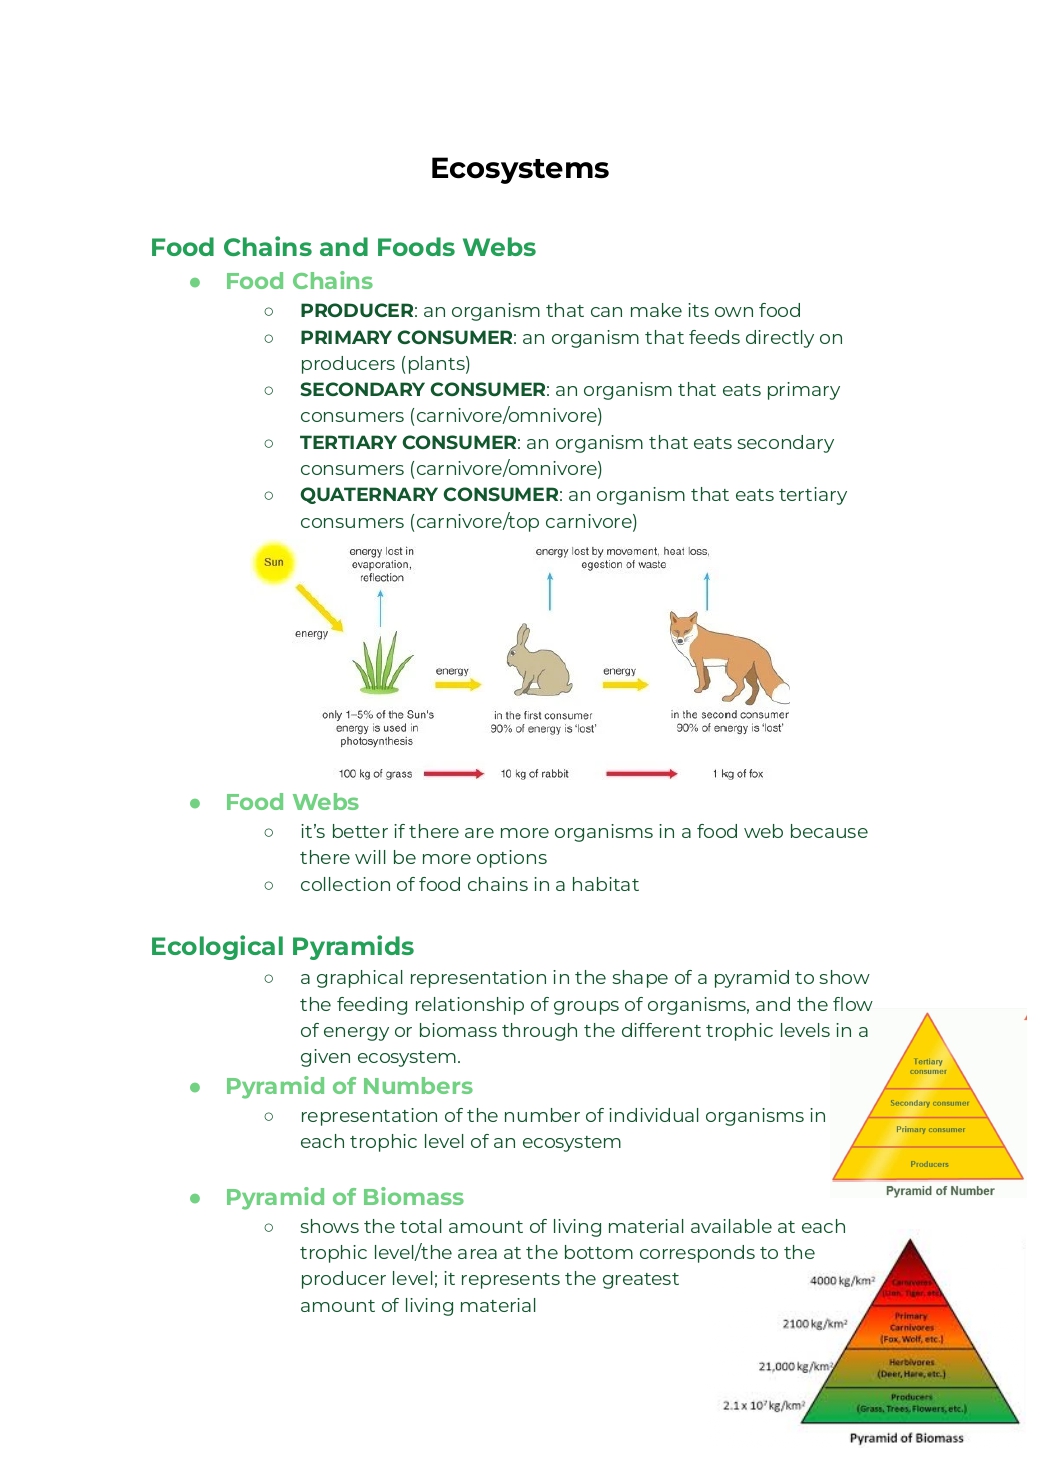 Ecosystems
Food Chains and Foods Webs
● Food Chains
○ PRODUCER: an organism that can make its own food
○ PRIMARY CONSUMER: an organism that feeds directly on
producers (plants)
○ SECONDARY CONSUMER: an organism that eats primary
consumers (carnivore/omnivore)
○ TERTIARY CONSUMER: an organism that eats secondary
consumers (carnivore/omnivore)
○ QUATERNARY CONSUMER: an organism that eats tertiary
consumers (carnivore/top carnivore)
Sun
energy lost in
evaporation,
reflection
energy lost by movement, heat loss,
egestion of waste
energy
energy
energy
only 1–5% of the Sun's
energy is used in
photosynthesis
in the first consumer
90% of energy is 'lost'
in the second consumer
90% of energy is 'lost'
100 kg of grass
10 kg of rabbit
1 kg of fox
● Food Webs
○ it's better if there are more organisms in a food web because
there will be more options
○ collection of food chains in a habitat
Ecological Pyramids
○ a graphical representation in the shape of a pyramid to show
the feeding relationship of groups of organisms, and the flow
of energy or biomass through the different trophic levels in a
given ecosystem.
● Pyramid of Numbers
○ representation of the number of individual organisms in
each trophic level of an ecosystem
Tertiary
consumer
Secondary consumer
Primary consumer
Producers
Pyramid of Number
● Pyramid of Biomass
○ shows the total amount of living material available at each
trophic level/the area at the bottom corresponds to the
producer level; it represents the greatest
amount of living material
4000 kg/km²
Carnivores
(Lion, Tiger, etc)
2100 kg/km²
Primary
Carnivores
(Fox, Wolf, etc.)
21,000 kg/km²
Herbivores
(Deer, Hare, etc.)
2.1 x 10⁷ kg/km²
Producers
(Grass, Trees, Flowers, etc.)
Pyramid of Biomass